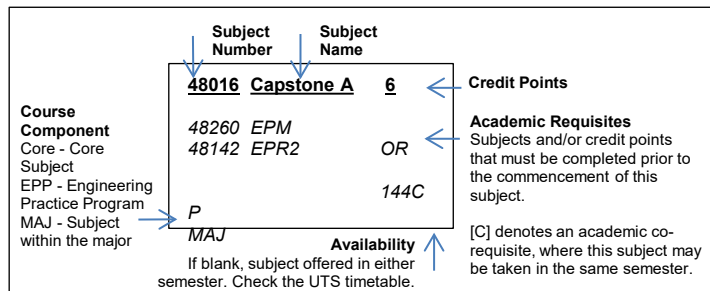 Subject
Number
Subject
Name
48016 Capstone A 6
Credit Points
48260 EPM
48142 EPR2 OR
144C
P
MAJ
Course
Component
Core - Core
Subject
EPP - Engineering
Practice Program
MAJ - Subject
within the major
Academic Requisites
Subjects and/or credit points
that must be completed prior to
the commencement of this
subject.
[C] denotes an academic co-
requisite, where this subject may
be taken in the same semester.
Availability
If blank, subject offered in either
semester. Check the UTS timetable.